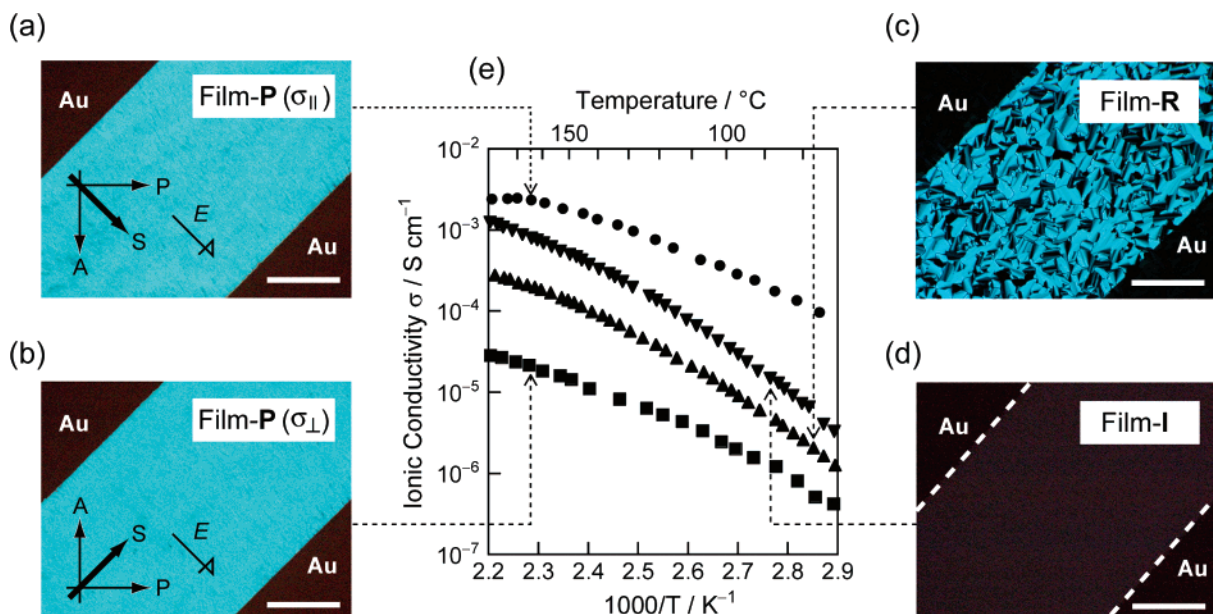 (a)
Au
Film-P (σ||)
P
E
S
A
Au
(b)
Au
Film-P (σ⊥)
A
S
E
P
Au
(e)
Temperature / °C
150
100
Ionic Conductivity σ / S cm⁻¹
10⁻²
10⁻³
10⁻⁴
10⁻⁵
10⁻⁶
10⁻⁷
2.2
2.3
2.4
2.5
2.6
2.7
2.8
2.9
1000/T / K⁻¹
(c)
Au
Film-R
Au
(d)
Au
Film-I
Au